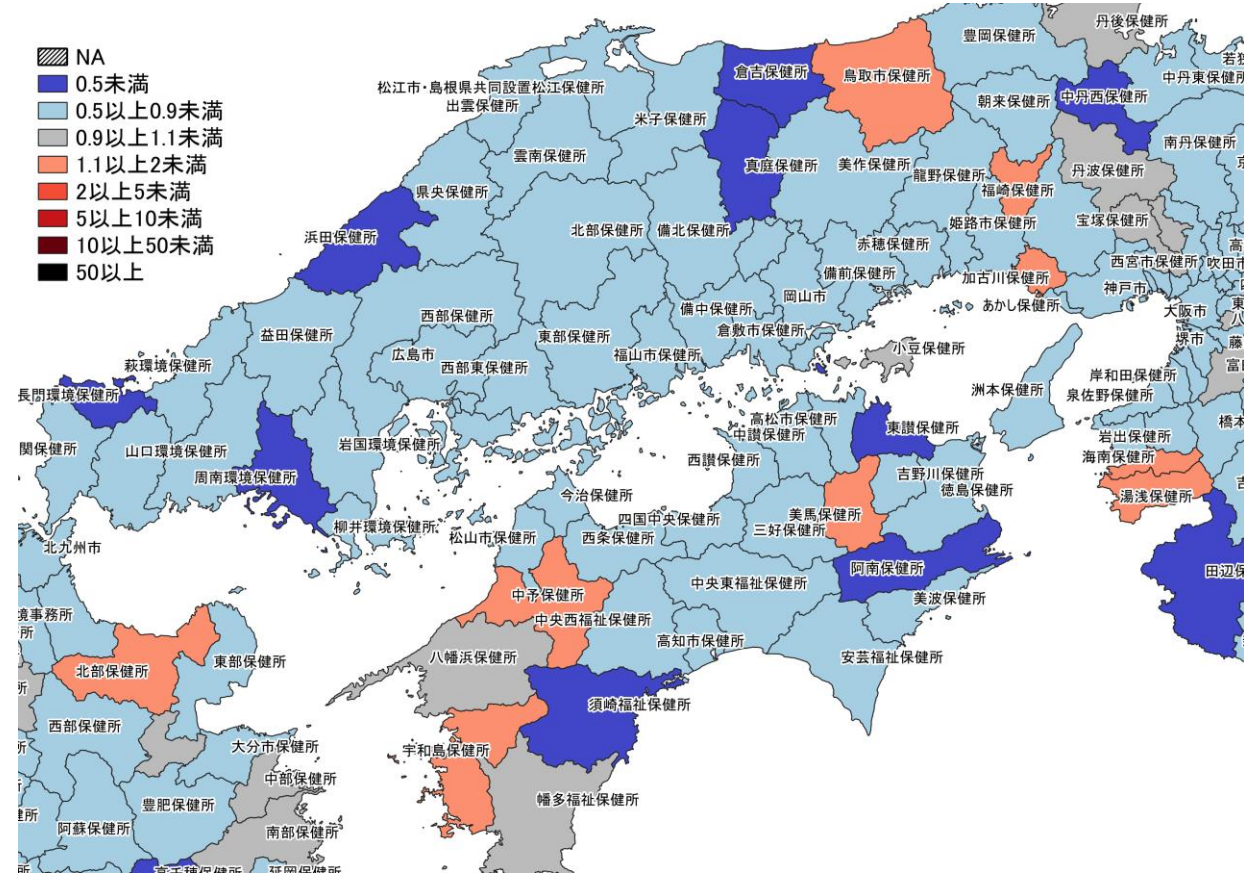 NA
0.5未満
0.5以上0.9未満
0.9以上1.1未満
1.1以上2未満
2以上5未満
5以上10未満
10以上50未満
50以上
丹後保健所
豊岡保健所
若狭
倉吉保健所
鳥取市保健所
中丹東保健所
松江市・島根県共同設置松江保健所
中丹西保健所
出雲保健所
朝来保健所
米子保健所
南丹保健所
雲南保健所
美作保健所
真庭保健所
龍野保健所
丹波保健所
県央保健所
福崎保健所
浜田保健所
北部保健所
備北保健所
姫路市保健所
宝塚保健所
赤穂保健所
備前保健所
加古川保健所
西宮市保健所
吹田市
岡山市
神戸市
備中保健所
あかし保健所
大阪市
西部保健所
倉敷市保健所
益田保健所
東部保健所
堺市
広島市
福山市保健所
小豆保健所
萩環境保健所
西部東保健所
岸和田保健所
長門環境保健所
洲本保健所
泉佐野保健所
高松市保健所
東讃保健所
橋本
中讃保健所
岩出保健所
関保健所
山口環境保健所
岩国環境保健所
西讃保健所
海南保健所
周南環境保健所
吉野川保健所
徳島保健所
湯浅保健所
今治保健所
四国中央保健所
美馬保健所
柳井環境保健所
三好保健所
松山市保健所
西条保健所
北九州市
阿南保健所
田辺保
中央東福祉保健所
中予保健所
美波保健所
境事務所
中央西福祉保健所
所
高知市保健所
安芸福祉保健所
東部保健所
八幡浜保健所
北部保健所
所
須崎福祉保健所
西部保健所
大分市保健所
宇和島保健所
中部保健所
幡多福祉保健所
豊肥保健所
健所
阿蘇保健所
南部保健所
所
高千穂保健所
延岡保健所